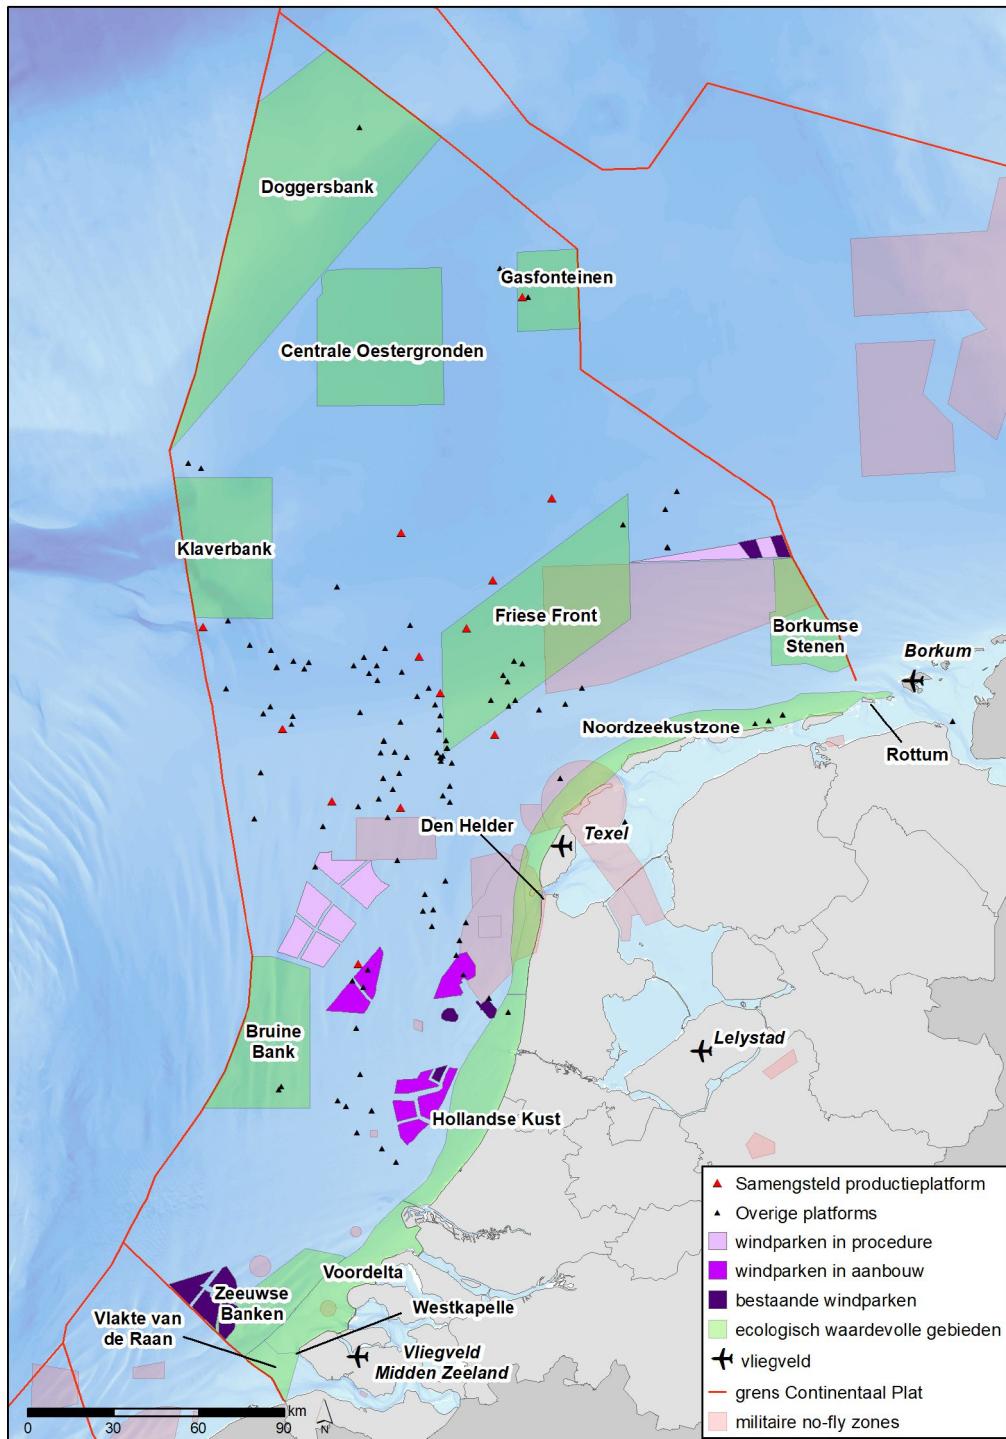 Doggersbank
Gasfonteinen
Centrale Oestergronden
Klaverbank
Friese Front
Borkumse
Stenen
Borkum
Noordzeekustzone
Rottum
Den Helder
Texel
Bruine
Bank
Lelystad
Hollandse Kust
Voordelta
Zeeuwse
Banken
Westkapelle
Vlakte van
de Raan
Vliegveld
Midden Zeeland
km
0 30 60 90
N
Samengsteld productieplatform
Overige platforms
windparken in procedure
windparken in aanbouw
bestaande windparken
ecologisch waardevolle gebieden
vliegveld
grens Continentaal Plat
militaire no-fly zones